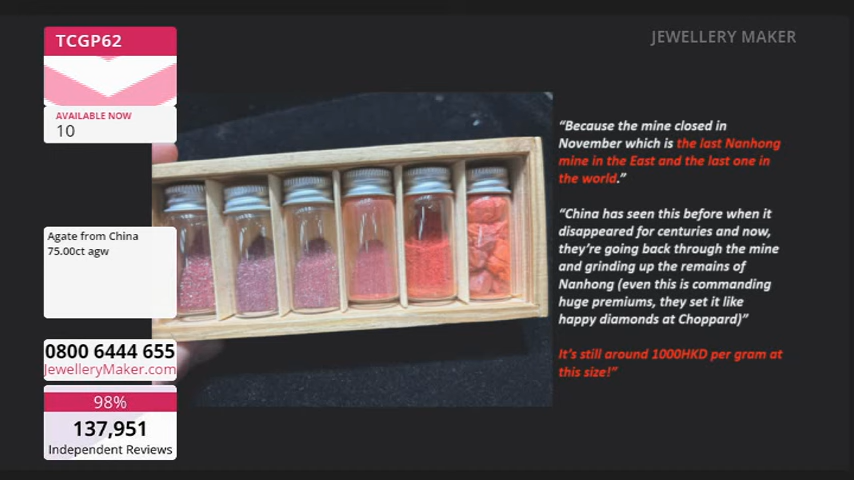 TCGP62
AVAILABLE NOW
10
Agate from China
75.00ct agw
0800 6444 655
JewelleryMaker.com
98%
137,951
Independent Reviews
JEWELLERY MAKER
“Because the mine closed in
November which is the last Nanhong
mine in the East and the last one in
the world.”
“China has seen this before when it
disappeared for centuries and now,
they’re going back through the mine
and grinding up the remains of
Nanhong (even this is commanding
huge premiums, they set it like
happy diamonds at Choppard)”
It’s still around 1000HKD per gram at
this size!”